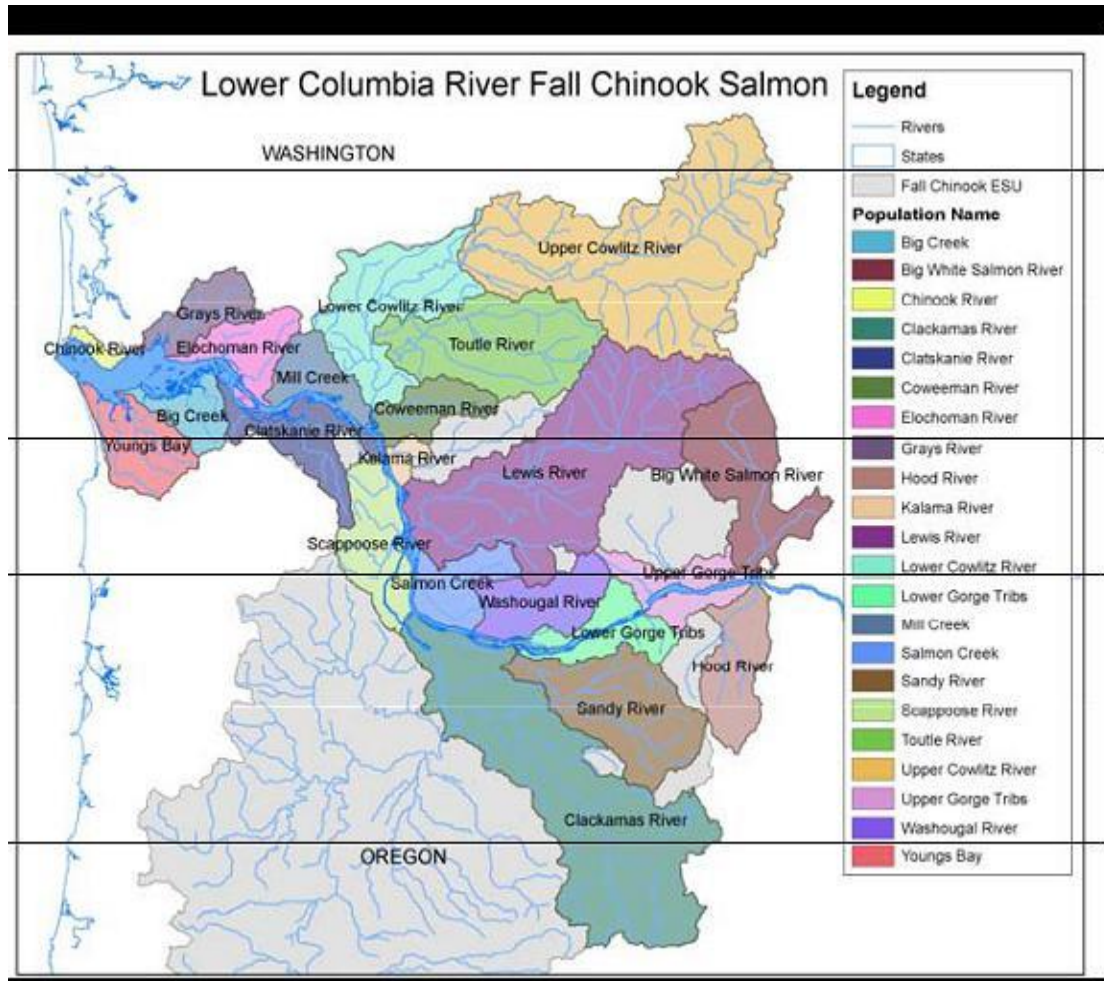 Lower Columbia River Fall Chinook Salmon
WASHINGTON
Upper Cowlitz River
Lower Cowlitz River
Grays River
Chinook River
Elochoman River
Toutle River
Mill Creek
Coweeman River
Big Creek
Clatskanie River
Youngs Bay
Kalama River
Lewis River
Big White Salmon River
Scappoose River
Upper Gorge Tribs
Salmon Creek
Washougal River
Lower Gorge Tribs
Hood River
Sandy River
Clackamas River
OREGON
Legend
Rivers
States
Fall Chinook ESU
Population Name
Big Creek
Big White Salmon River
Chinook River
Clackamas River
Clatskanie River
Coweeman River
Elochoman River
Grays River
Hood River
Kalama River
Lewis River
Lower Cowlitz River
Lower Gorge Tribs
Mill Creek
Salmon Creek
Sandy River
Scappoose River
Toutle River
Upper Cowlitz River
Upper Gorge Tribs
Washougal River
Youngs Bay